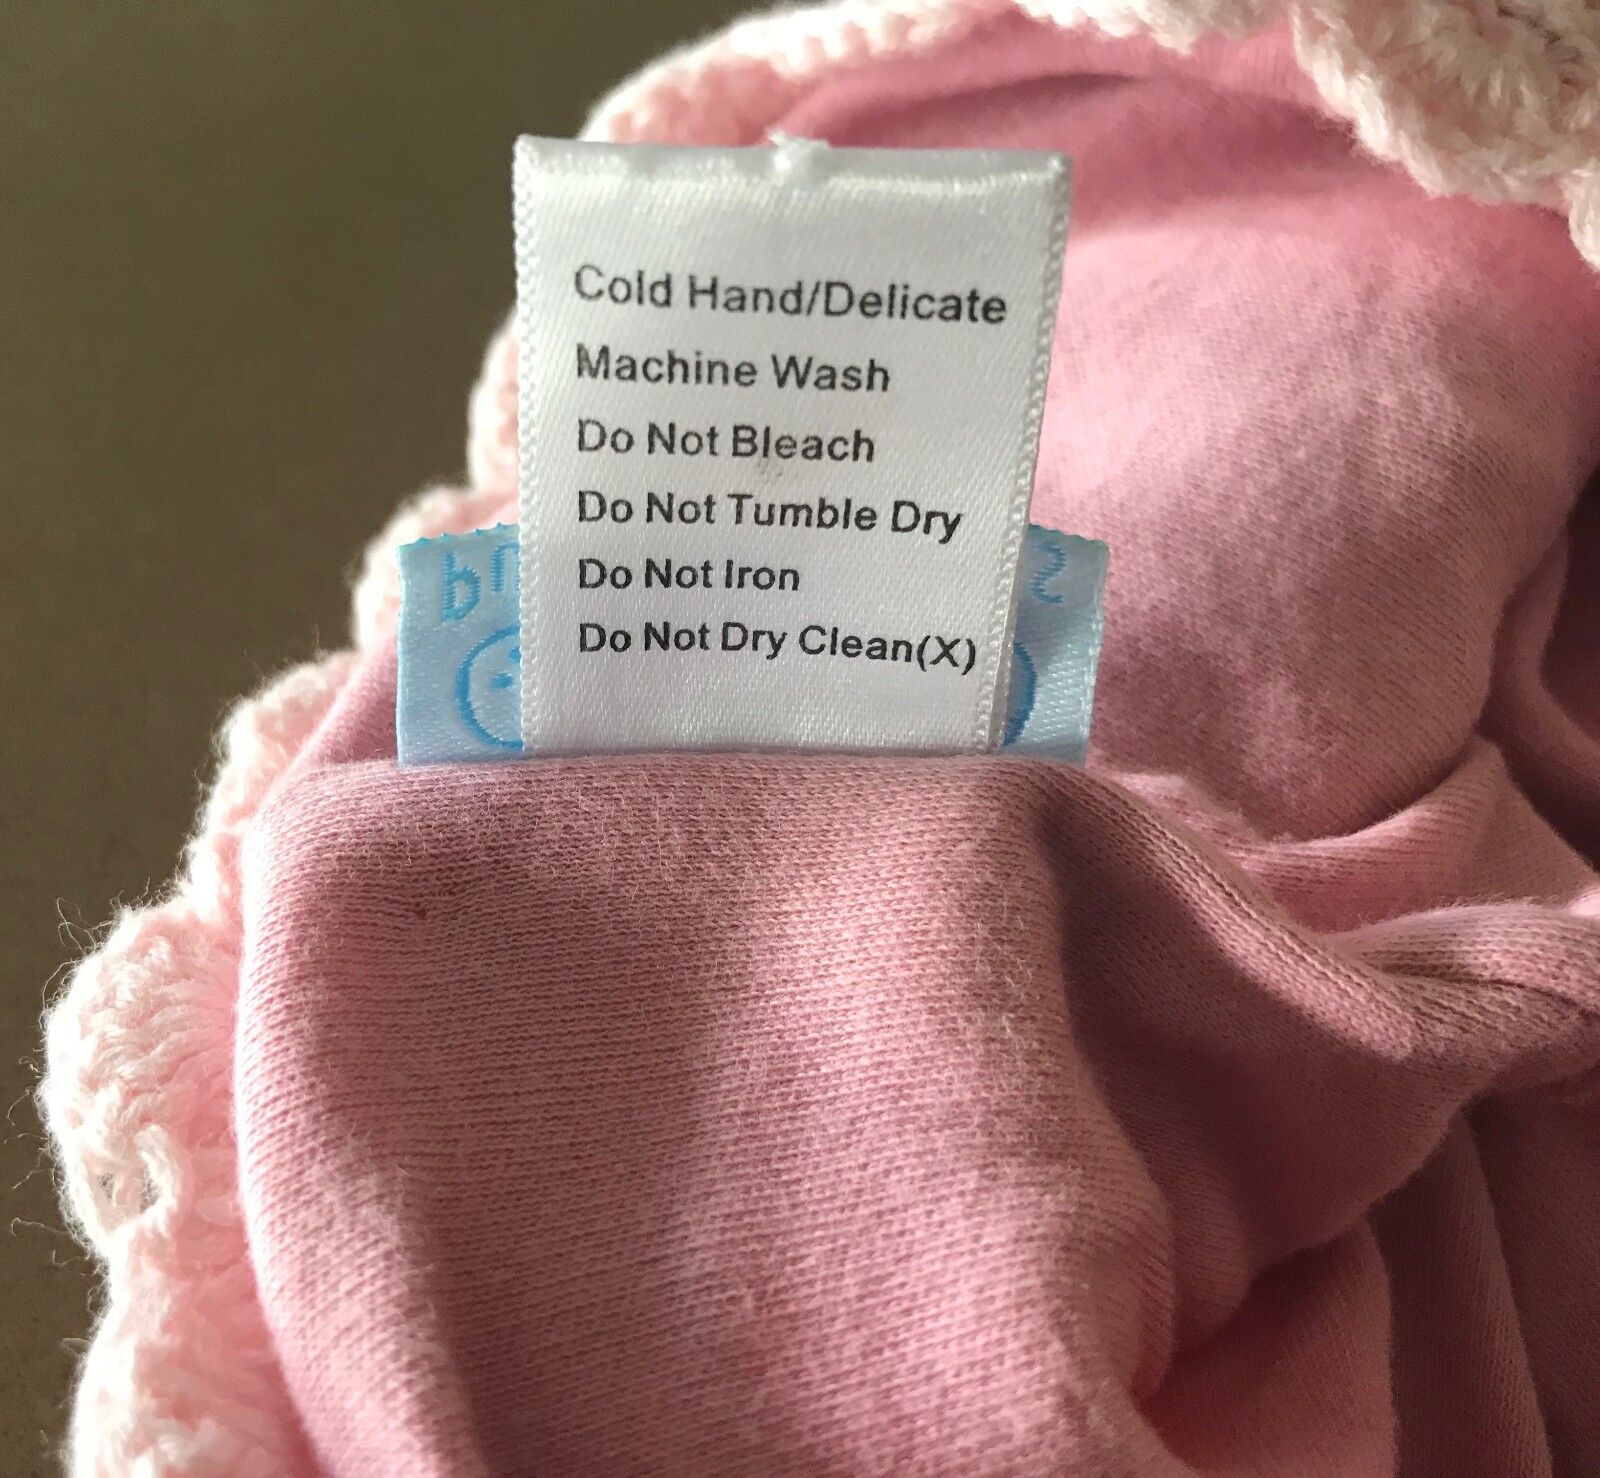 Cold Hand/Delicate
Machine Wash
Do Not Bleach
Do Not Tumble Dry
Do Not Iron
Do Not Dry Clean(X)